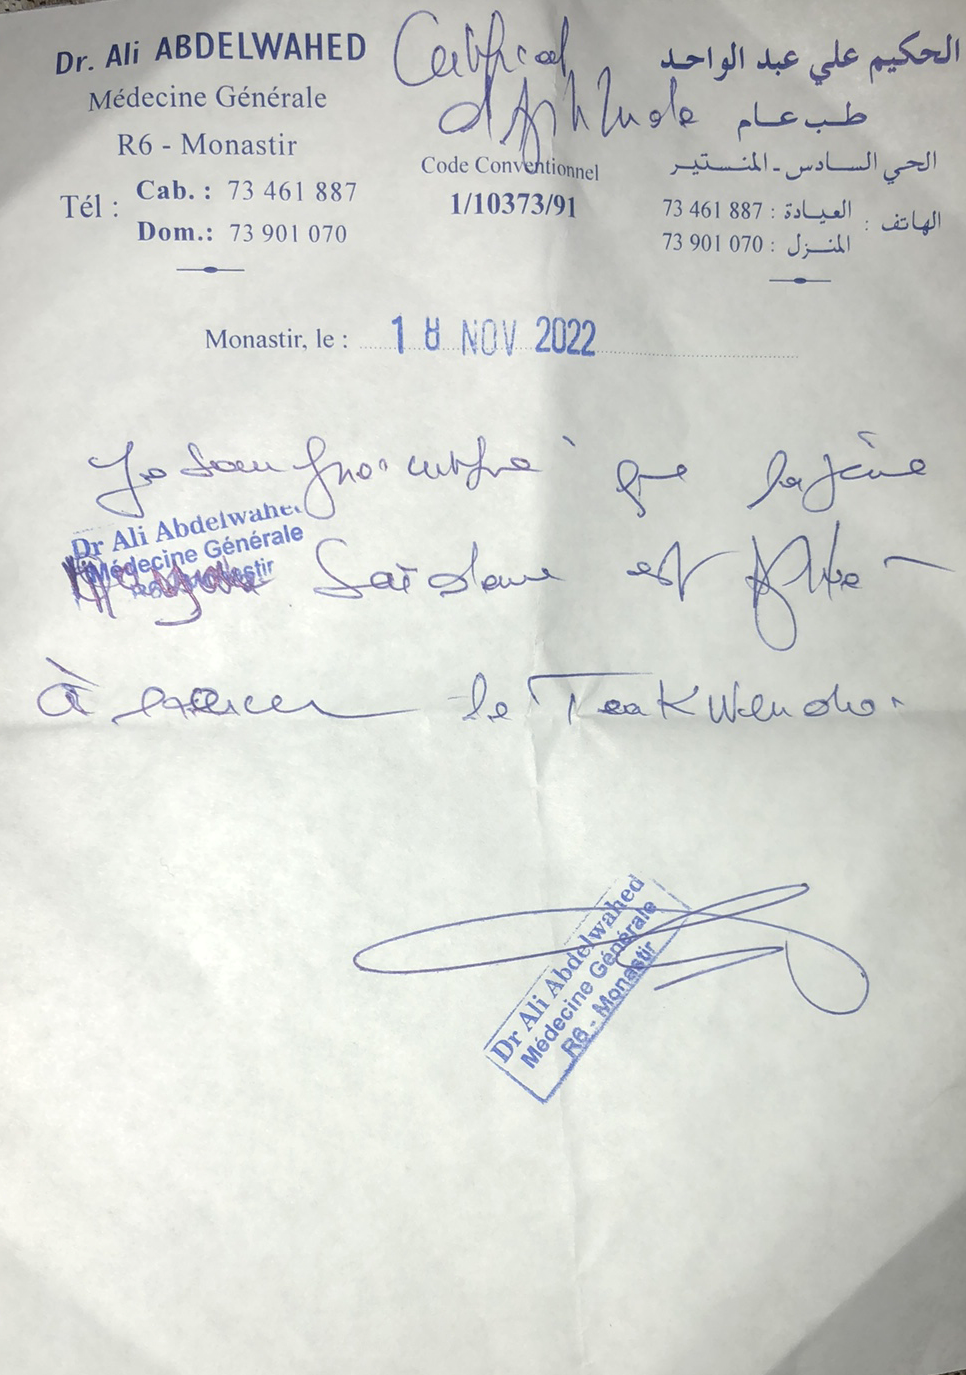 Dr. Ali ABDELWAHED
Médecine Générale
R6 - Monastir
Tél : Cab. : 73 461 887
Dom.: 73 901 070
Certificat
d'Aptitude
Code Conventionnel
1/10373/91
الحكيم علي عبد الواحد
طب عام
الحي السادس - المنستير
الهاتف : العيادة : 73 461 887
المنزل : 73 901 070
Monastir, le : 18 NOV 2022
Je soussigné certifie que la jeune
Dr Ali Abdelwahed
Médecine Générale
Saidane est apte
à exercer le Teakwendo.
Dr Ali Abdelwahed
Médecine Générale
R6 - Monastir